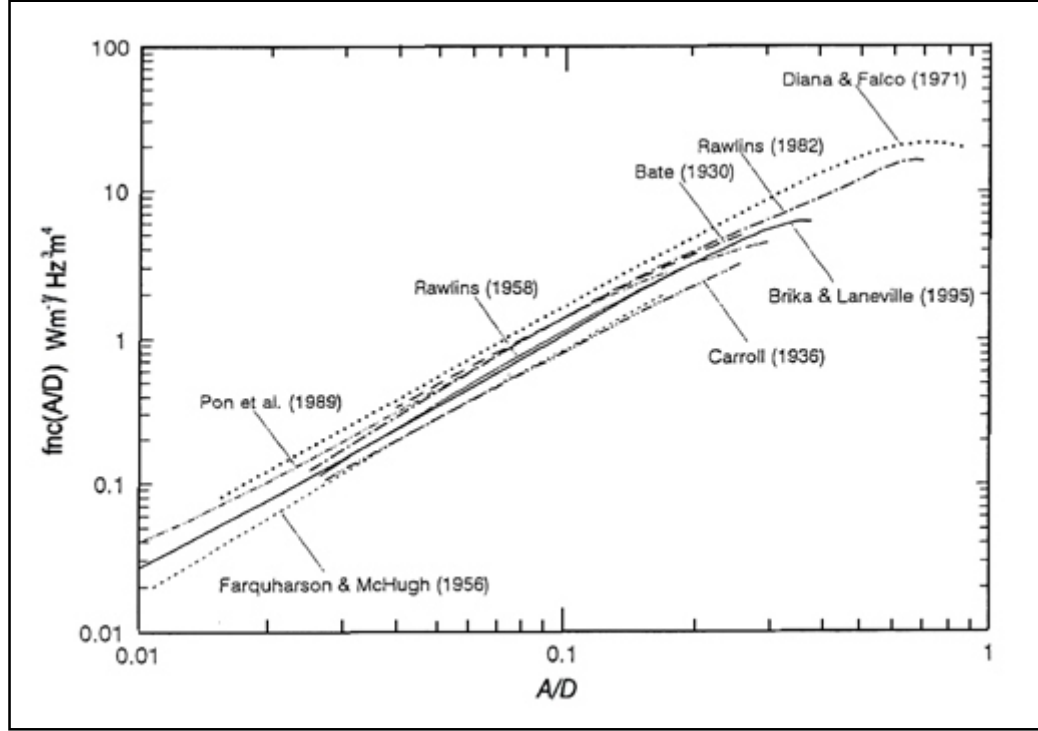 100
Diana & Falco (1971)
Rawlins (1982)
Bate (1930)
10
fnc(A/D) Wm⁻¹/Hz³m⁴
Rawlins (1958)
Brika & Laneville (1995)
1
Carroll (1936)
Pon et al. (1989)
0.1
Farquharson & McHugh (1956)
0.01
0.01
0.1
1
A/D